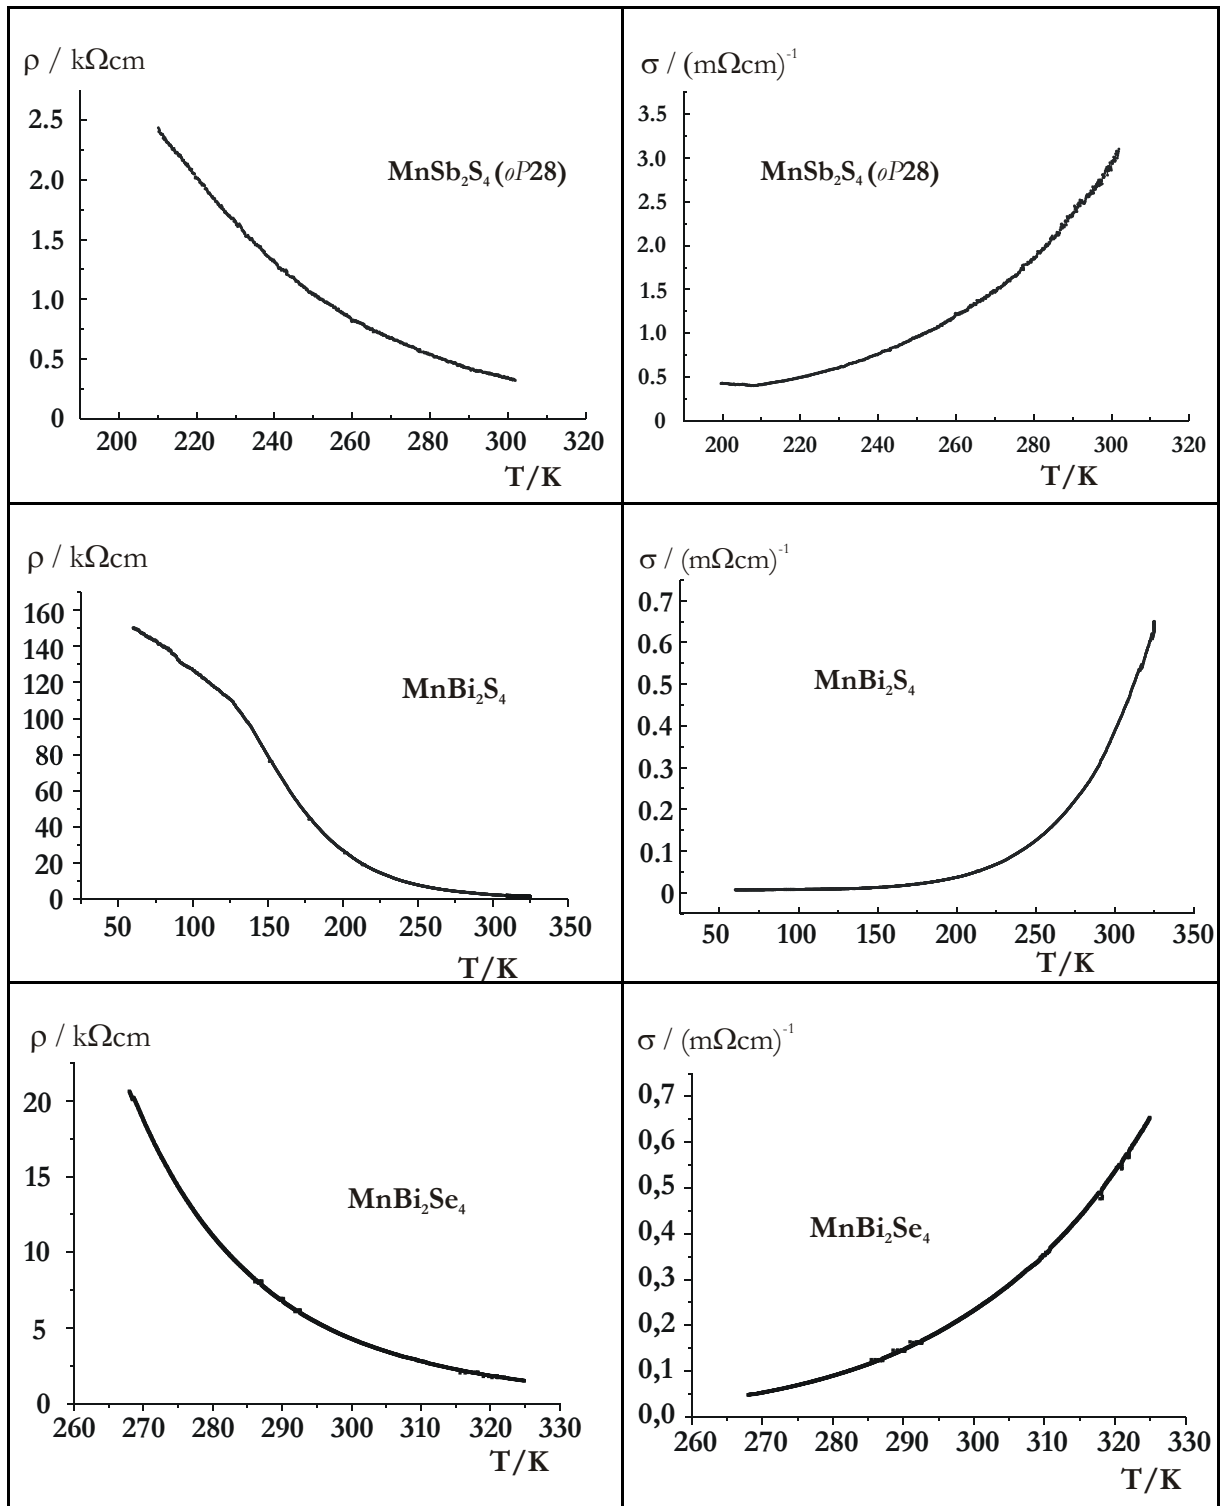 ρ / kΩcm
2.5
2.0
1.5
1.0
0.5
0
MnSb₂S₄ (oP28)
200 220 240 260 280 300 320
T/K
σ / (mΩcm)⁻¹
3.5
3.0
2.5
2.0
1.5
1.0
0.5
0
MnSb₂S₄ (oP28)
200 220 240 260 280 300 320
T/K
ρ / kΩcm
160
140
120
100
80
60
40
20
0
MnBi₂S₄
50 100 150 200 250 300 350
T/K
σ / (mΩcm)⁻¹
0.7
0.6
0.5
0.4
0.3
0.2
0.1
0
MnBi₂S₄
50 100 150 200 250 300 350
T/K
ρ / kΩcm
20
15
10
5
0
MnBi₂Se₄
260 270 280 290 300 310 320 330
T/K
σ / (mΩcm)⁻¹
0,7
0,6
0,5
0,4
0,3
0,2
0,1
0,0
MnBi₂Se₄
260 270 280 290 300 310 320 330
T/K